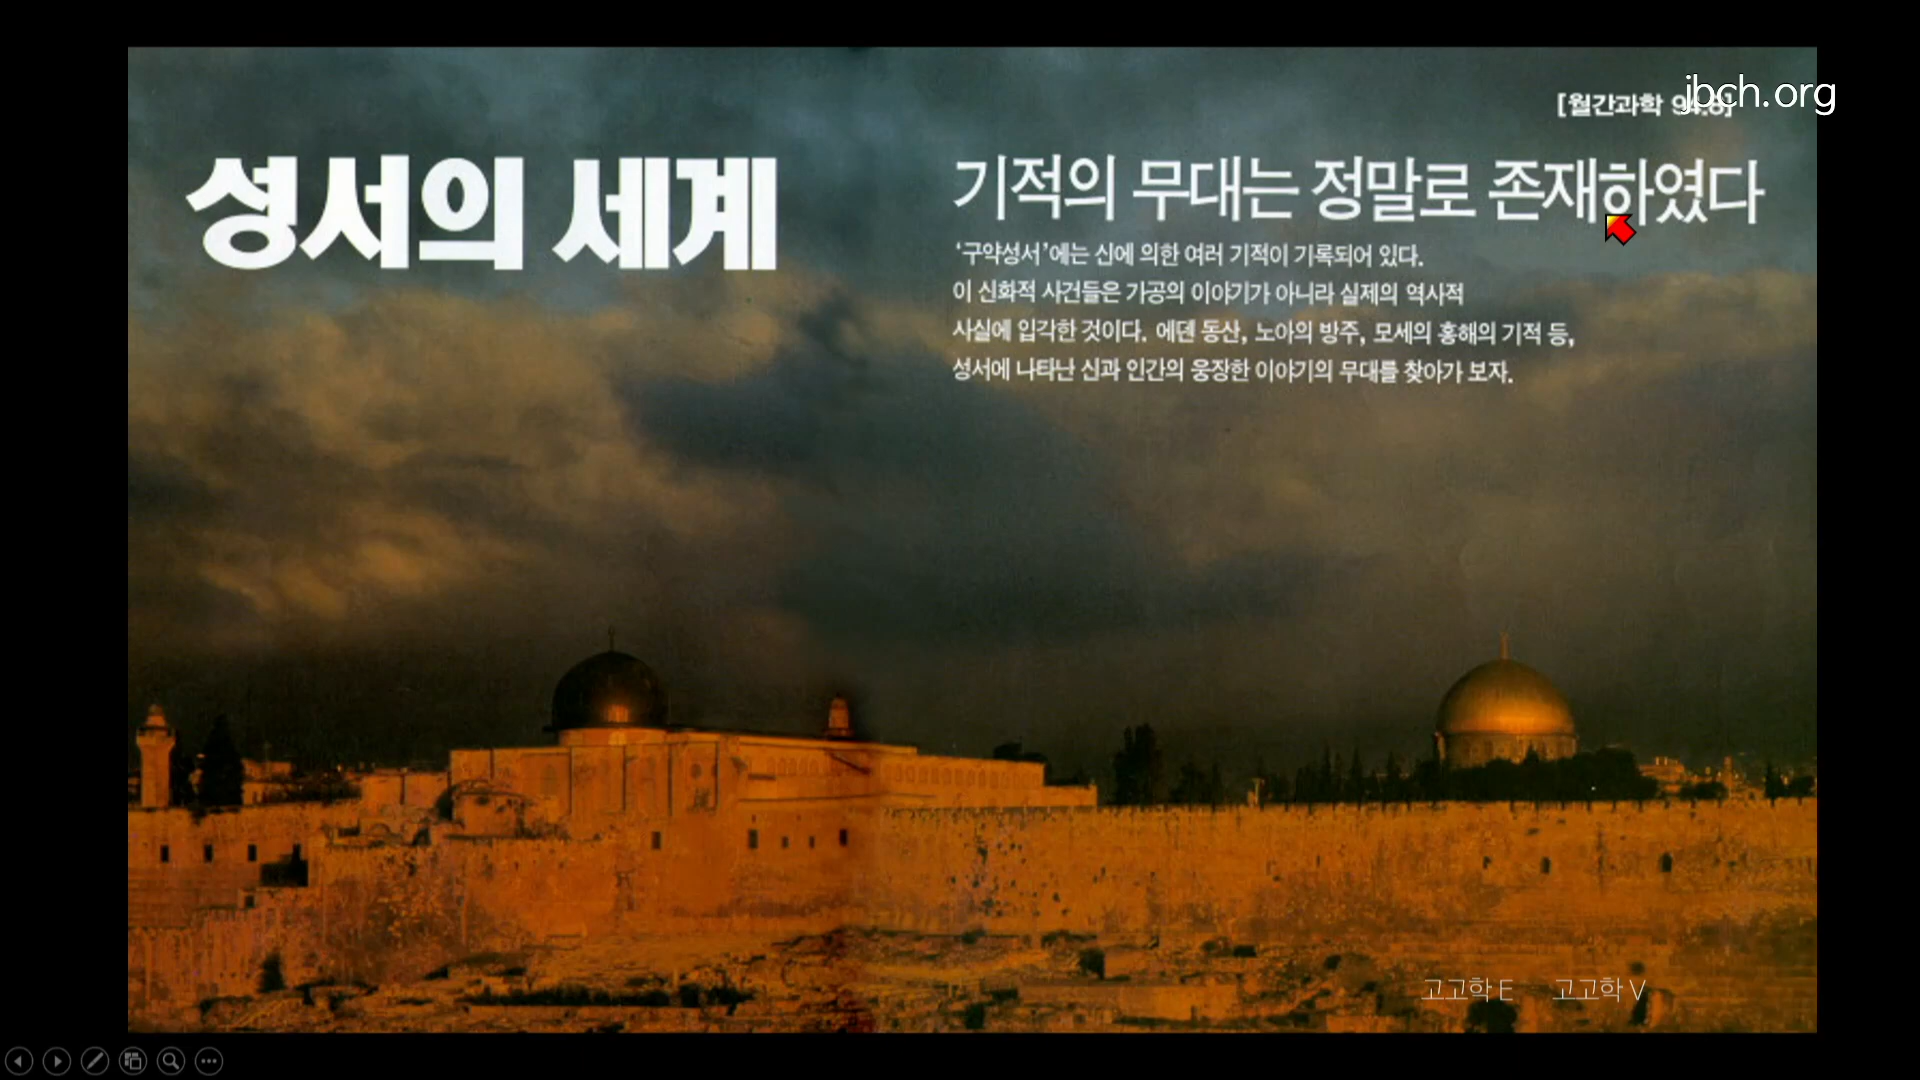 jbch.org
[월간과학
성서의 세계
기적의 무대는 정말로 존재하였다
‘구약성서’에는 신에 의한 여러 기적이 기록되어 있다.
이 신화적 사건들은 가공의 이야기가 아니라 실제의 역사적
사실에 입각한 것이다. 에덴 동산, 노아의 방주, 모세의 홍해의 기적 등,
성서에 나타난 신과 인간의 웅장한 이야기의 무대를 찾아가 보자.
고고학 E 고고학 V